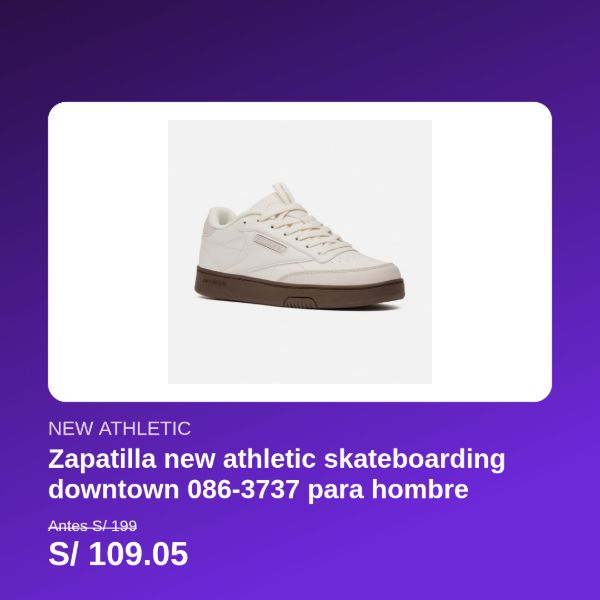 NEW ATHLETIC
Zapatilla new athletic skateboarding
downtown 086-3737 para hombre
Antes S/ 199
S/ 109.05